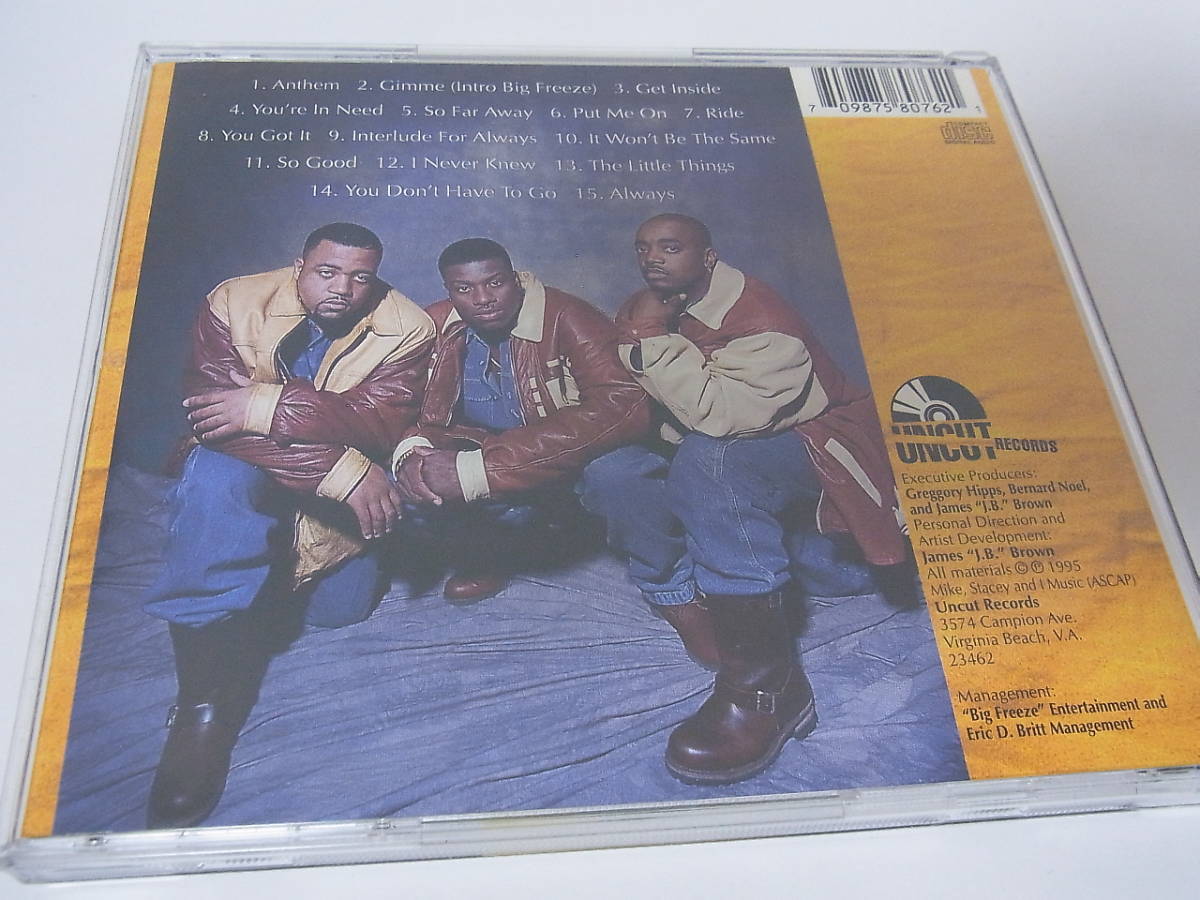 1. Anthem 2. Gimme (Intro Big Freeze) 3. Get Inside
4. You're In Need 5. So Far Away 6. Put Me On 7. Ride
8. You Got It 9. Interlude For Always 10. It Won't Be The Same
11. So Good 12. I Never Knew 13. The Little Things
14. You Don't Have To Go 15. Always
7 09875 80762 1
COMPACT
disc
DIGITAL AUDIO
UNCUT
UNCUT RECORDS
Executive Producers:
Greggory Hipps, Bernard Noel,
and James "J.B." Brown
Personal Direction and
Artist Development:
James "J.B." Brown
All materials © ℗ 1995
Mike, Stacey and I Music (ASCAP)
Uncut Records
3574 Campion Ave.
Virginia Beach, V.A.
23462
Management:
"Big Freeze" Entertainment and
Eric D. Britt Management